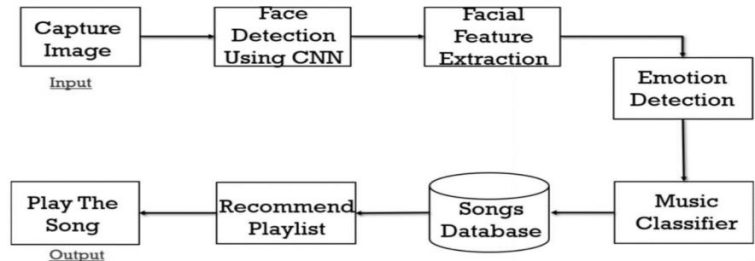 Capture
Image
Input
Face
Detection
Using CNN
Facial
Feature
Extraction
Emotion
Detection
Music
Classifier
Songs
Database
Recommend
Playlist
Play The
Song
Output